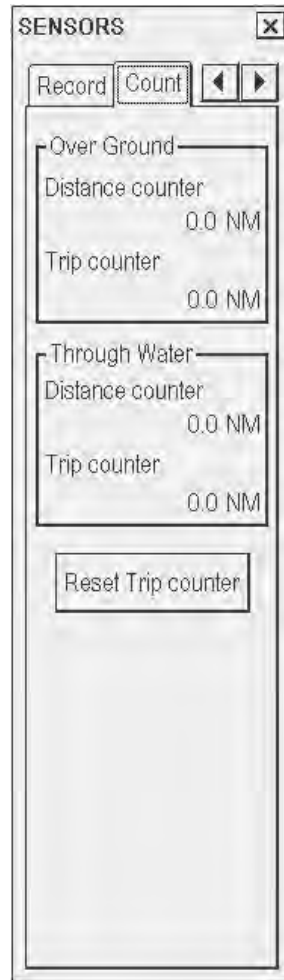 SENSORS
Record Count
Over Ground
Distance counter
0.0 NM
Trip counter
0.0 NM
Through Water
Distance counter
0.0 NM
Trip counter
0.0 NM
Reset Trip counter